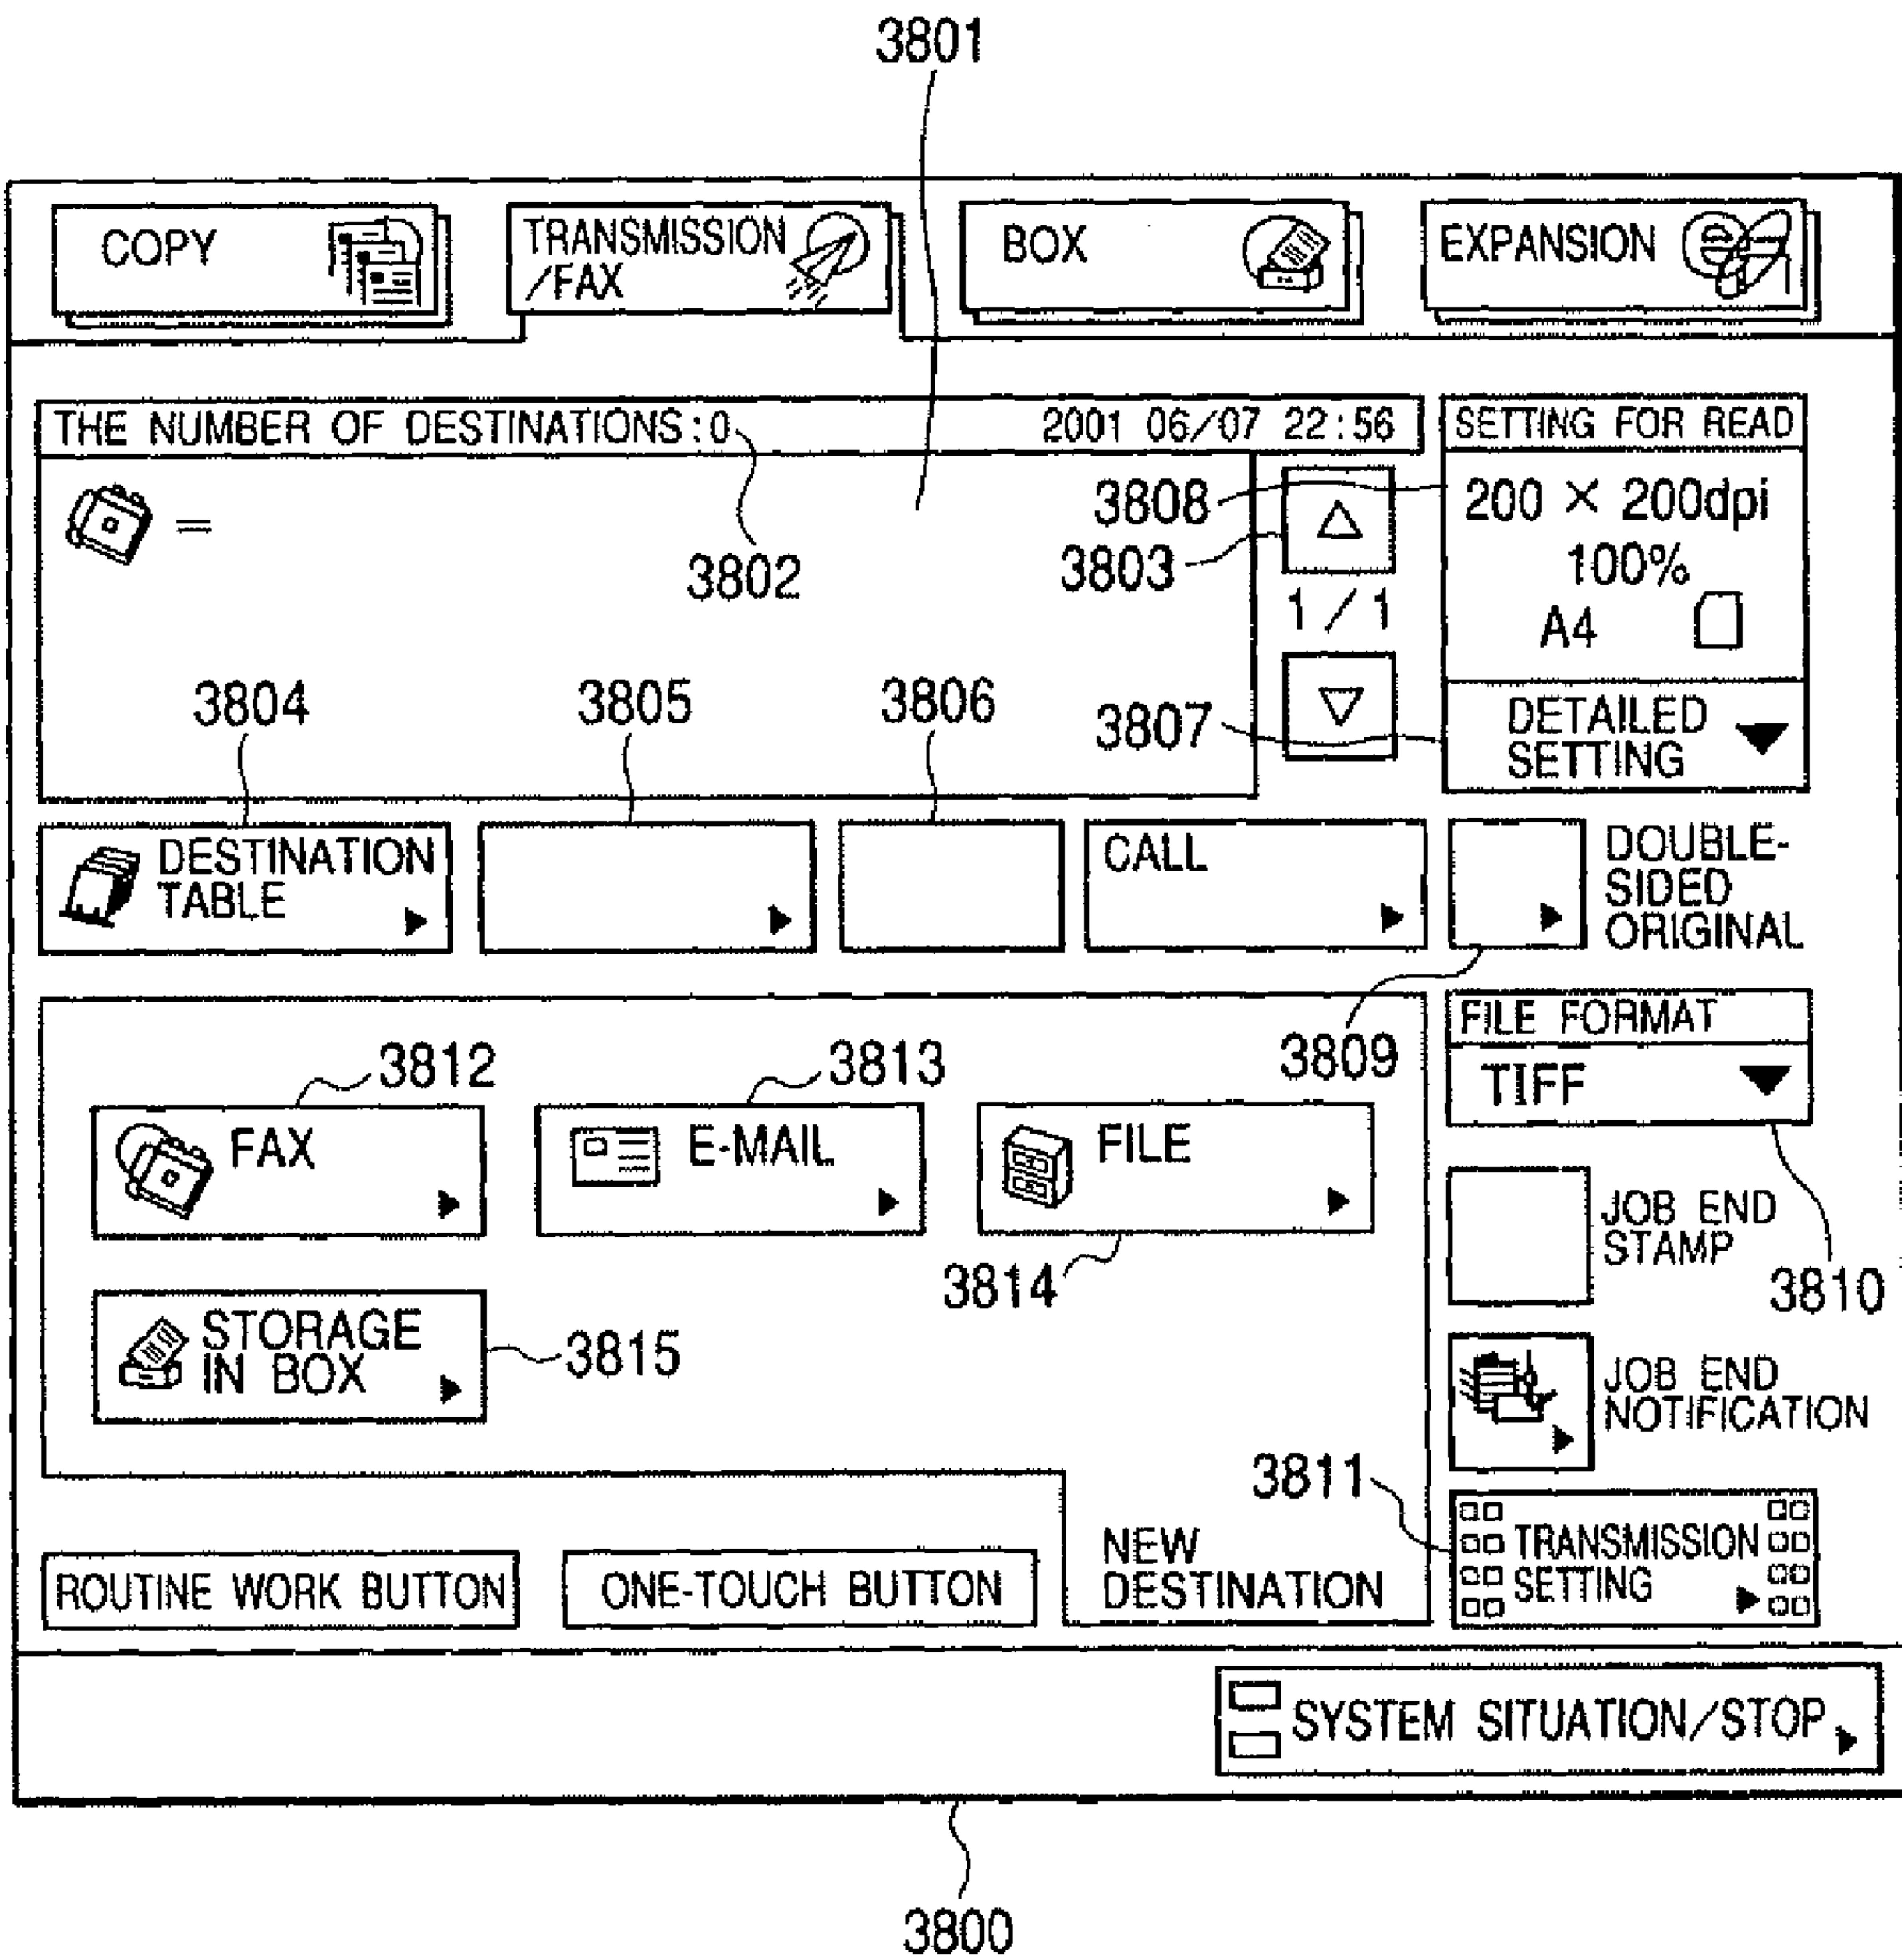 3801
COPY
TRANSMISSION
/FAX
BOX
EXPANSION
THE NUMBER OF DESTINATIONS:0
2001 06/07 22:56
SETTING FOR READ
=
3802
3808
3803
1/1
200 × 200dpi
100%
A4
3804
3805
3806
3807
DETAILED
SETTING
DESTINATION
TABLE
CALL
DOUBLE-
SIDED
ORIGINAL
3809
FILE FORMAT
TIFF
3812
3813
FAX
E-MAIL
FILE
3814
3810
JOB END
STAMP
STORAGE
IN BOX
3815
JOB END
NOTIFICATION
3811
TRANSMISSION
SETTING
NEW
DESTINATION
ROUTINE WORK BUTTON
ONE-TOUCH BUTTON
SYSTEM SITUATION/STOP
3800